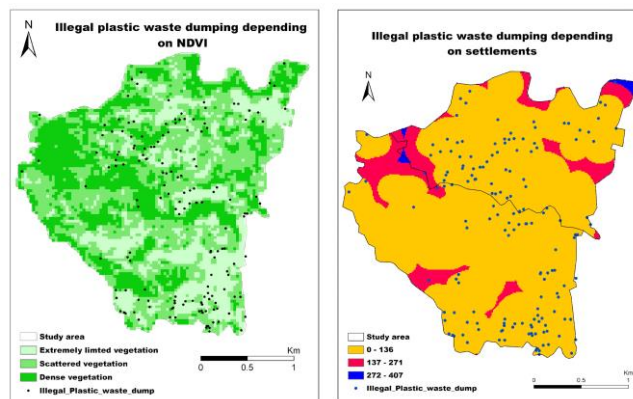 Illegal plastic waste dumping depending
on NDVI
N
Study area
Extremely limted vegetation
Scattered vegetation
Dense vegetation
Illegal_Plastic_waste_dump
Km
0 0.5 1
Illegal plastic waste dumping depending
on settlements
N
Study area
0 - 136
137 - 271
272 - 407
Illegal_Plastic_waste_dump
Km
0 0.5 1